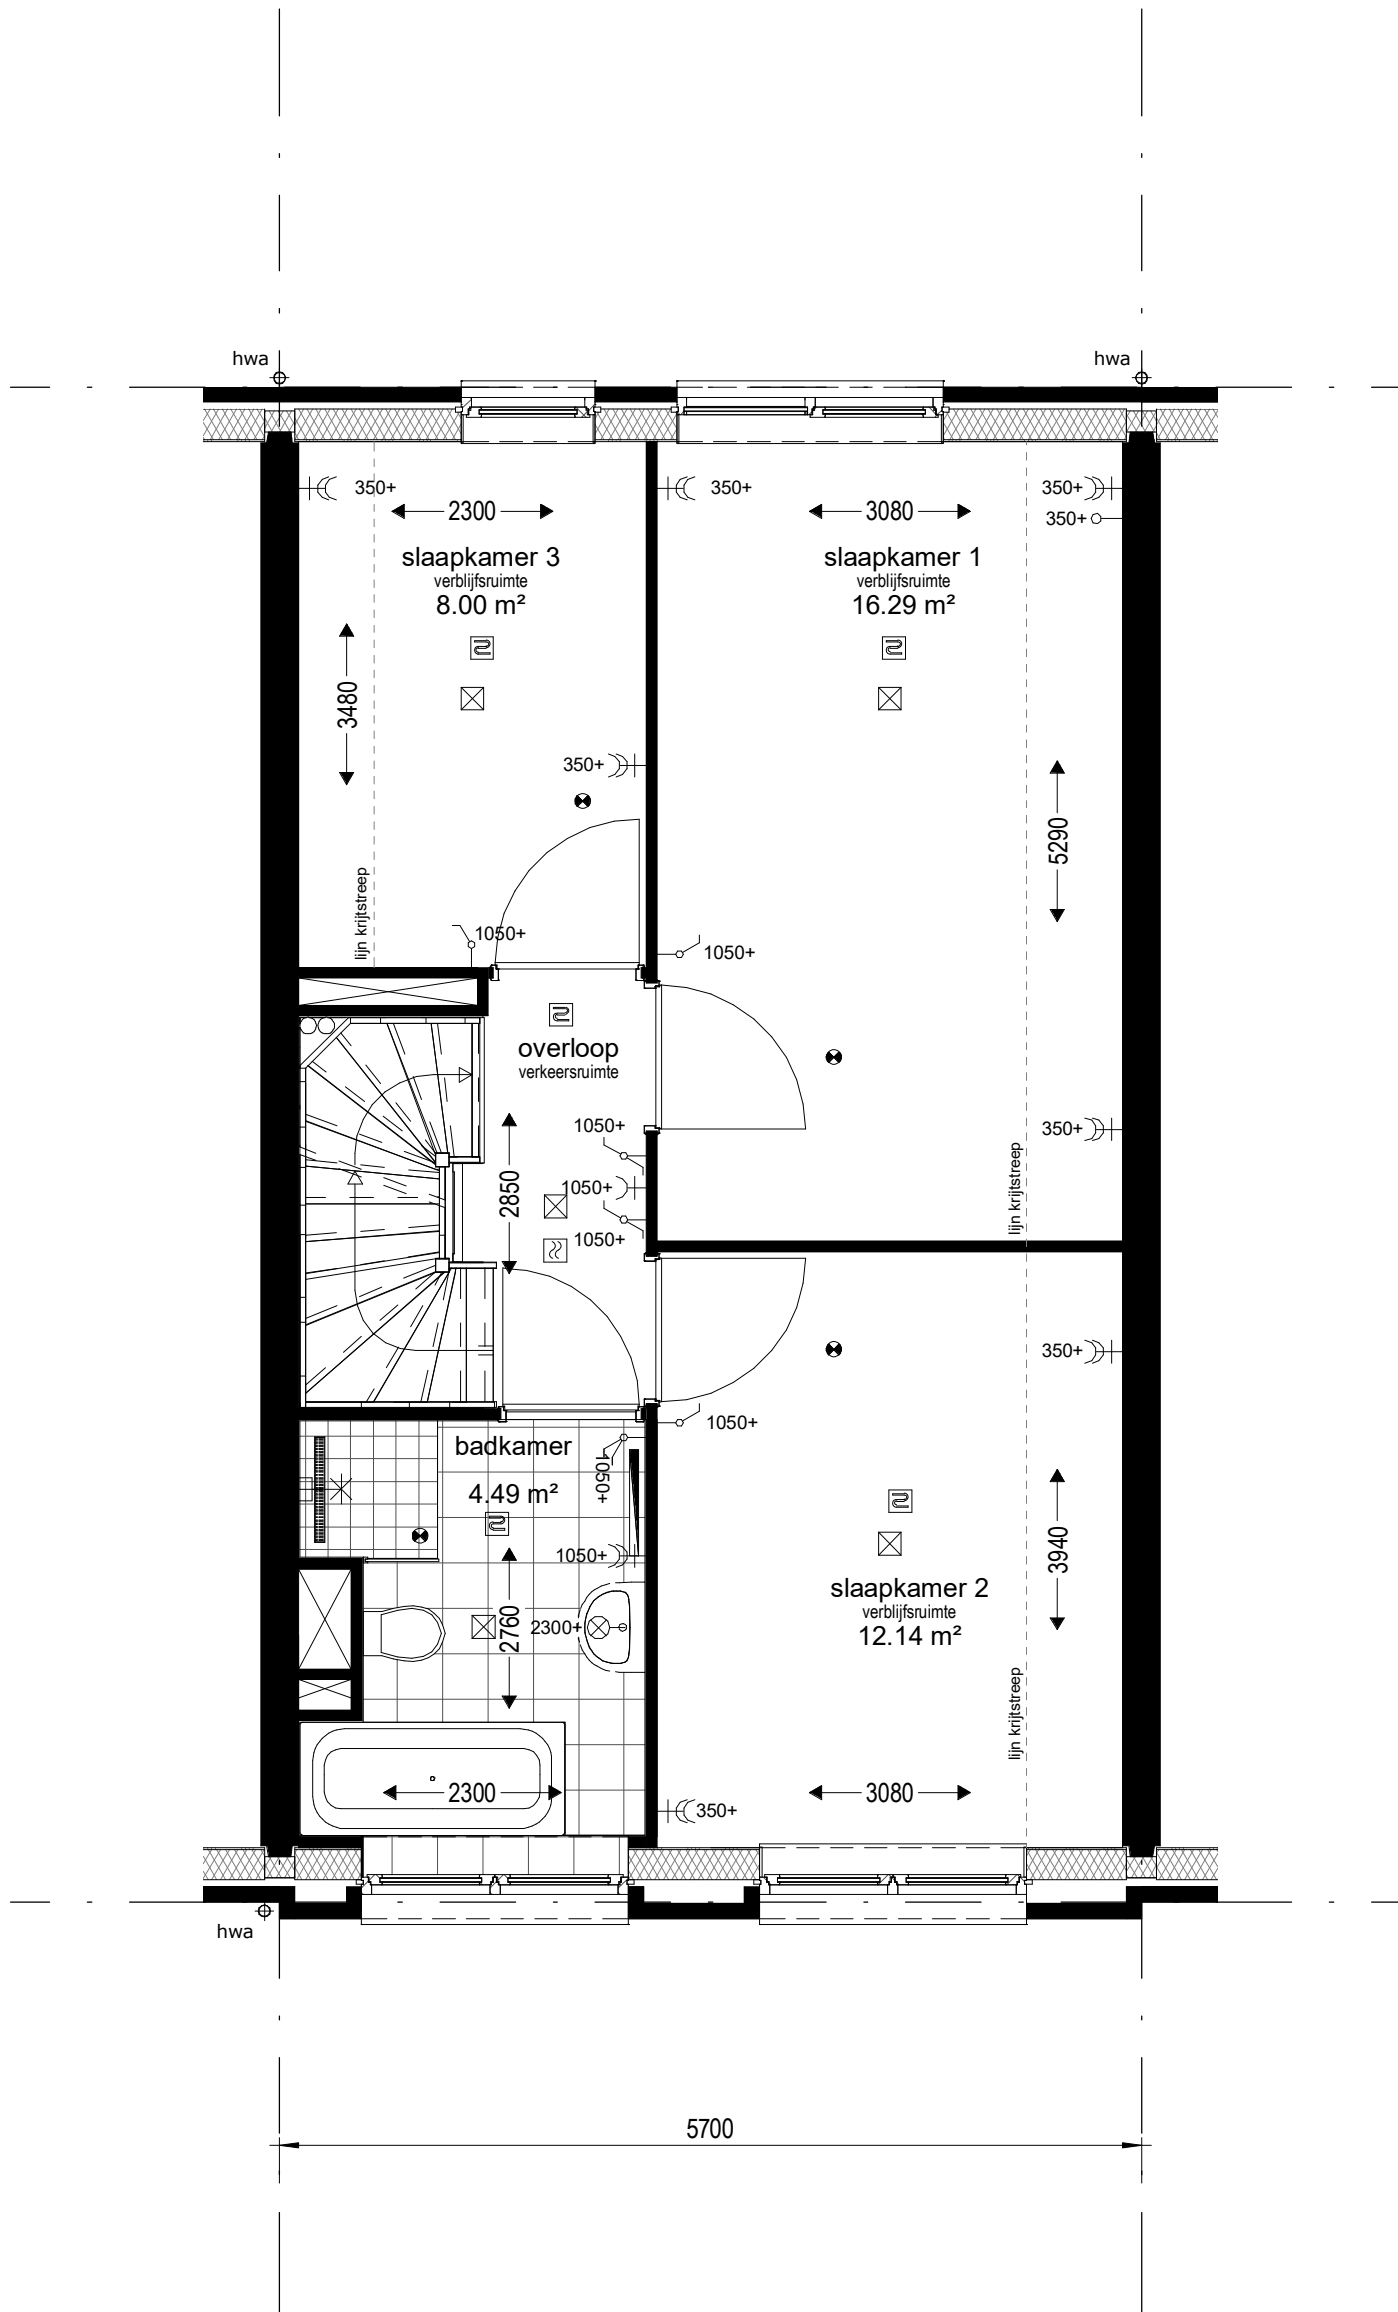 hwa
hwa
350+
350+
350+
2300
3080
350+
slaapkamer 3
verblijfsruimte
8.00 m²
slaapkamer 1
verblijfsruimte
16.29 m²
3480
350+
5290
lijn krijtstreep
1050+
1050+
overloop
verkeersruimte
1050+
350+
2850
1050+
lijn krijtstreep
1050+
350+
1050+
badkamer
1050+
4.49 m²
1050+
3940
slaapkamer 2
verblijfsruimte
12.14 m²
2760
2300+
lijn krijtstreep
2300
3080
350+
hwa
5700